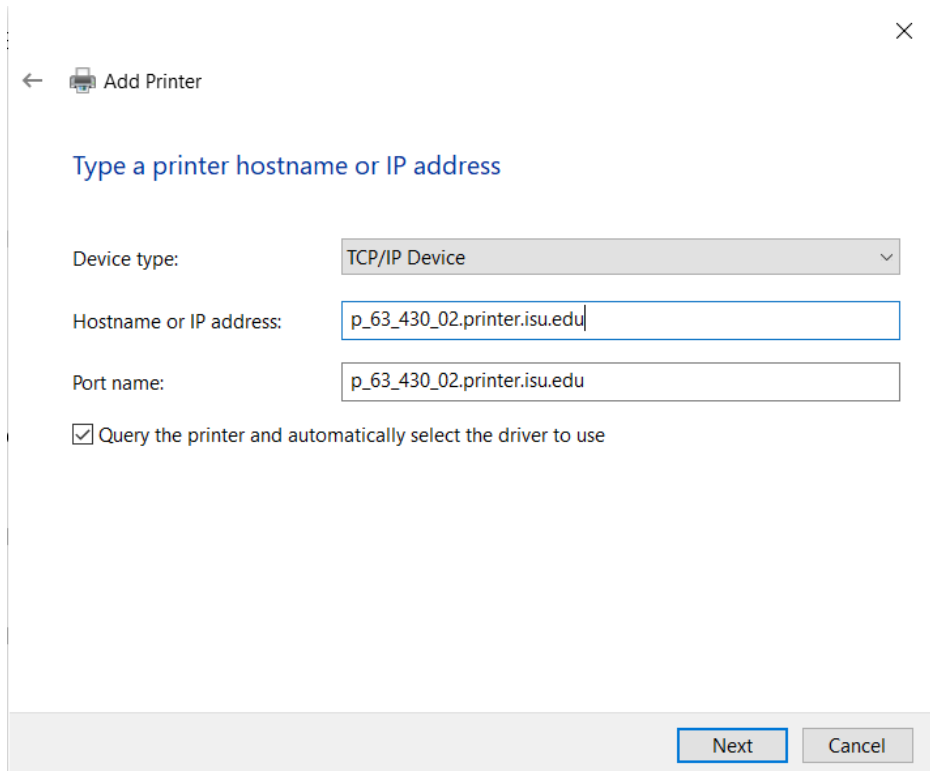 Add Printer
Type a printer hostname or IP address
Device type:
TCP/IP Device
Hostname or IP address:
p_63_430_02.printer.isu.edu
Port name:
p_63_430_02.printer.isu.edu
Query the printer and automatically select the driver to use
Next
Cancel